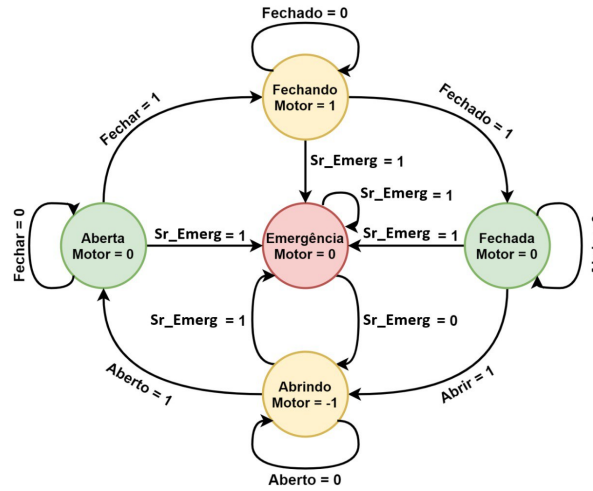 Fechado = 0
Fechando
Motor = 1
Fechar = 1
Fechado = 1
Sr_Emerg = 1
Sr_Emerg = 1
Fechar = 0
Aberta
Motor = 0
Sr_Emerg = 1
Emergência
Motor = 0
Sr_Emerg = 1
Fechada
Motor = 0
Sr_Emerg = 1
Sr_Emerg = 0
Aberto = 1
Abrindo
Motor = -1
Abrir = 1
Aberto = 0